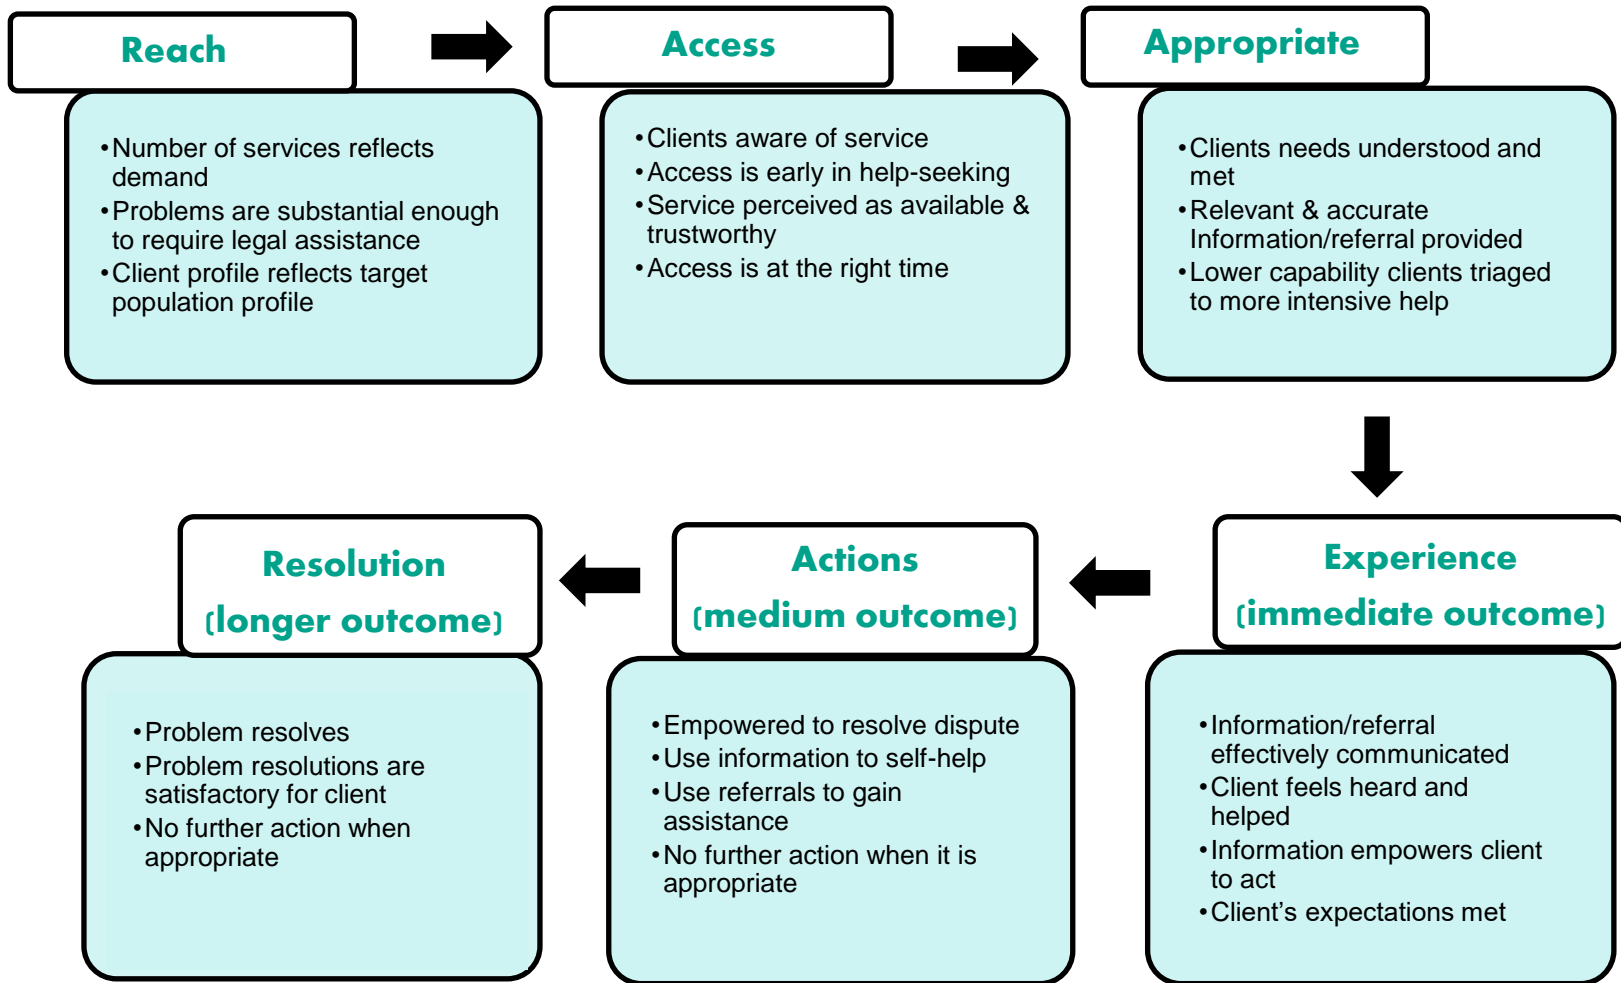 Reach
•Number of services reflects
demand
•Problems are substantial enough
to require legal assistance
•Client profile reflects target
population profile
Access
•Clients aware of service
•Access is early in help-seeking
•Service perceived as available &
trustworthy
•Access is at the right time
Appropriate
•Clients needs understood and
met
•Relevant & accurate
Information/referral provided
•Lower capability clients triaged
to more intensive help
Experience
(immediate outcome)
•Information/referral
effectively communicated
•Client feels heard and
helped
•Information empowers client
to act
•Client’s expectations met
Actions
(medium outcome)
•Empowered to resolve dispute
•Use information to self-help
•Use referrals to gain
assistance
•No further action when it is
appropriate
Resolution
(longer outcome)
•Problem resolves
•Problem resolutions are
satisfactory for client
•No further action when
appropriate